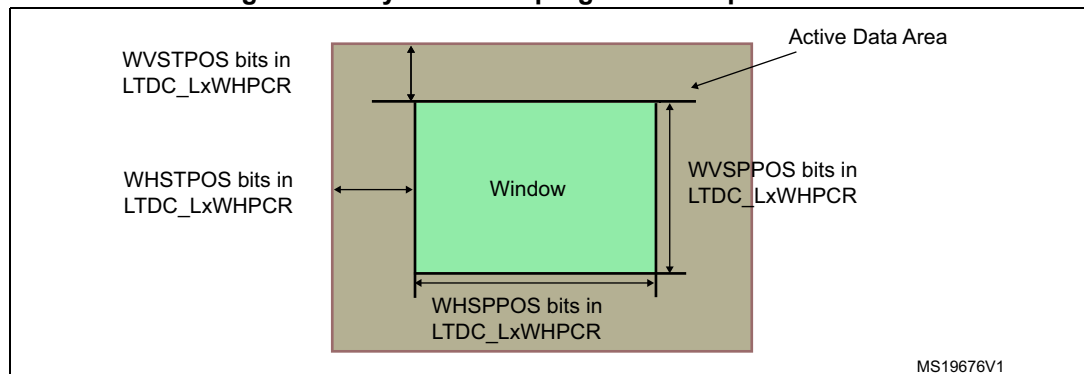 Active Data Area
WVSTPOS bits in
LTDC_LxWHPCR
WHSTPOS bits in
LTDC_LxWHPCR
Window
WVSPPOS bits in
LTDC_LxWHPCR
WHSPPOS bits in
LTDC_LxWHPCR
MS19676V1